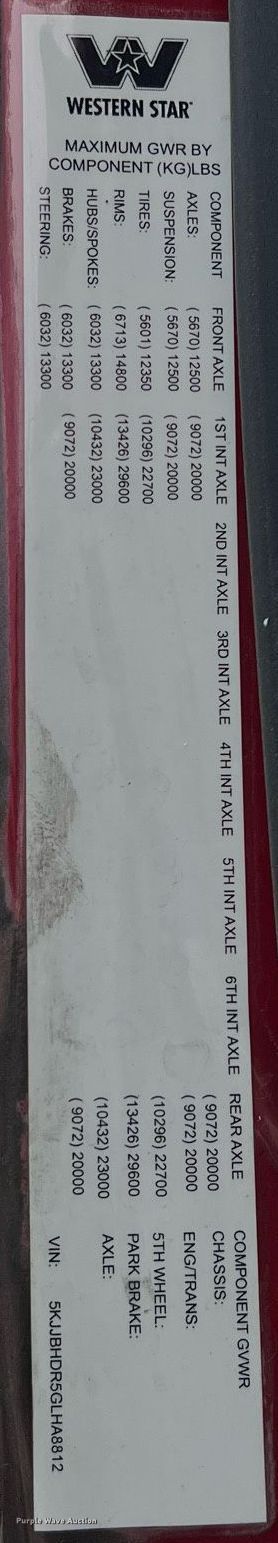 WESTERN STAR
MAXIMUM GWR BY
COMPONENT (KG)LBS
COMPONENT FRONT AXLE 1ST INT AXLE 2ND INT AXLE 3RD INT AXLE 4TH INT AXLE 5TH INT AXLE 6TH INT AXLE REAR AXLE COMPONENT GVWR
AXLES: ( 5670) 12500 ( 9072) 20000 ( 9072) 20000 CHASSIS:
SUSPENSION: ( 5670) 12500 ( 9072) 20000 ( 9072) 20000 ENG/TRANS:
TIRES: ( 5601) 12350 (10296) 22700 (10296) 22700 5TH WHEEL:
RIMS: ( 6713) 14800 (13426) 29600 (13426) 29600 PARK BRAKE:
HUBS/SPOKES: ( 6032) 13300 (10432) 23000 (10432) 23000 AXLE:
BRAKES: ( 6032) 13300 ( 9072) 20000 ( 9072) 20000
STEERING: ( 6032) 13300 VIN: 5KJJBHDR5GLHA8812
Purple Wave Auction